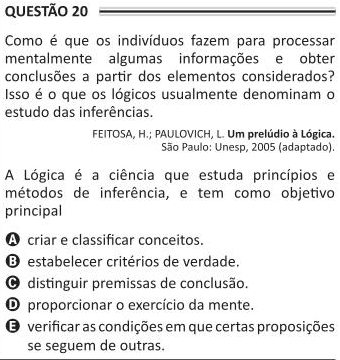 QUESTÃO 20
Como é que os indivíduos fazem para processar
mentalmente algumas informações e obter
conclusões a partir dos elementos considerados?
Isso é o que os lógicos usualmente denominam o
estudo das inferências.
FEITOSA, H.; PAULOVICH, L. Um prelúdio à Lógica.
São Paulo: Unesp, 2005 (adaptado).
A Lógica é a ciência que estuda princípios e
métodos de inferência, e tem como objetivo
principal
A criar e classificar conceitos.
B estabelecer critérios de verdade.
C distinguir premissas de conclusão.
D proporcionar o exercício da mente.
E verificar as condições em que certas proposições
se seguem de outras.